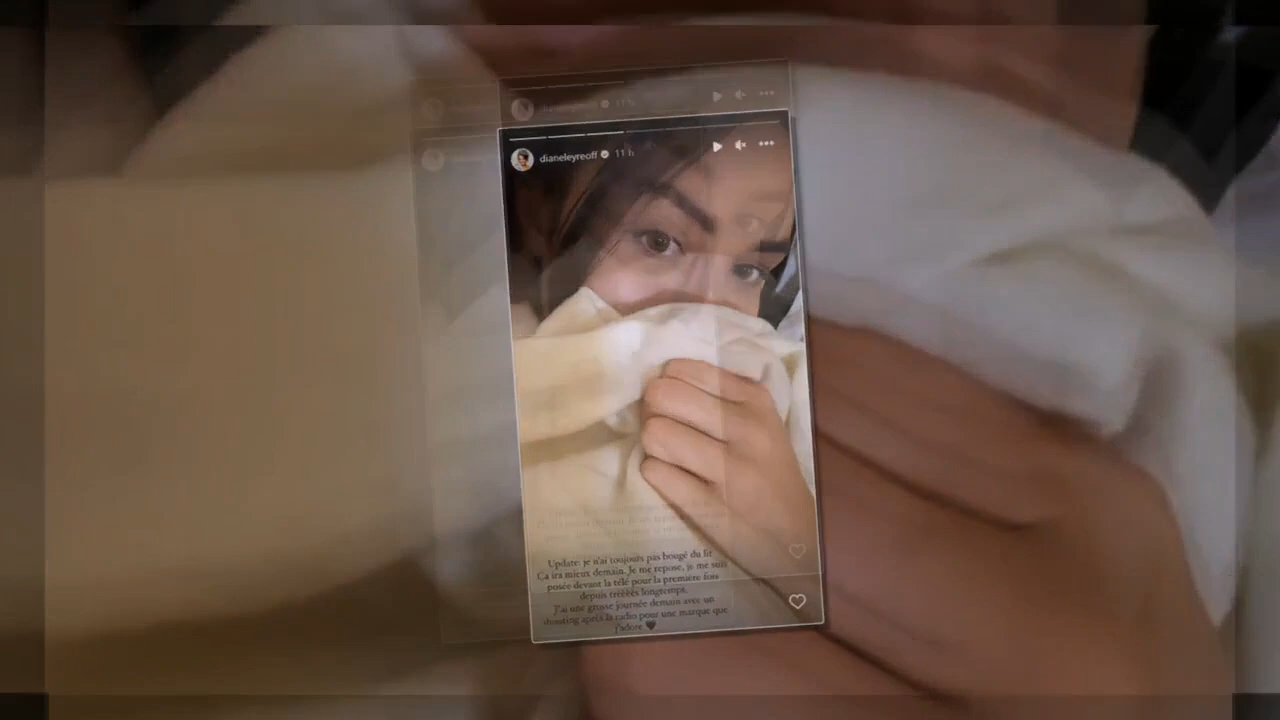 dianeleyreoff 11 h
Update: je n'ai toujours pas bougé du lit
Ça ira mieux demain. Je me repose, je me suis
posée devant la télé pour la première fois
depuis trèèèès longtemps.
J'ai une grosse journée demain avec un
shooting après la radio pour une marque que
j'adore 🖤